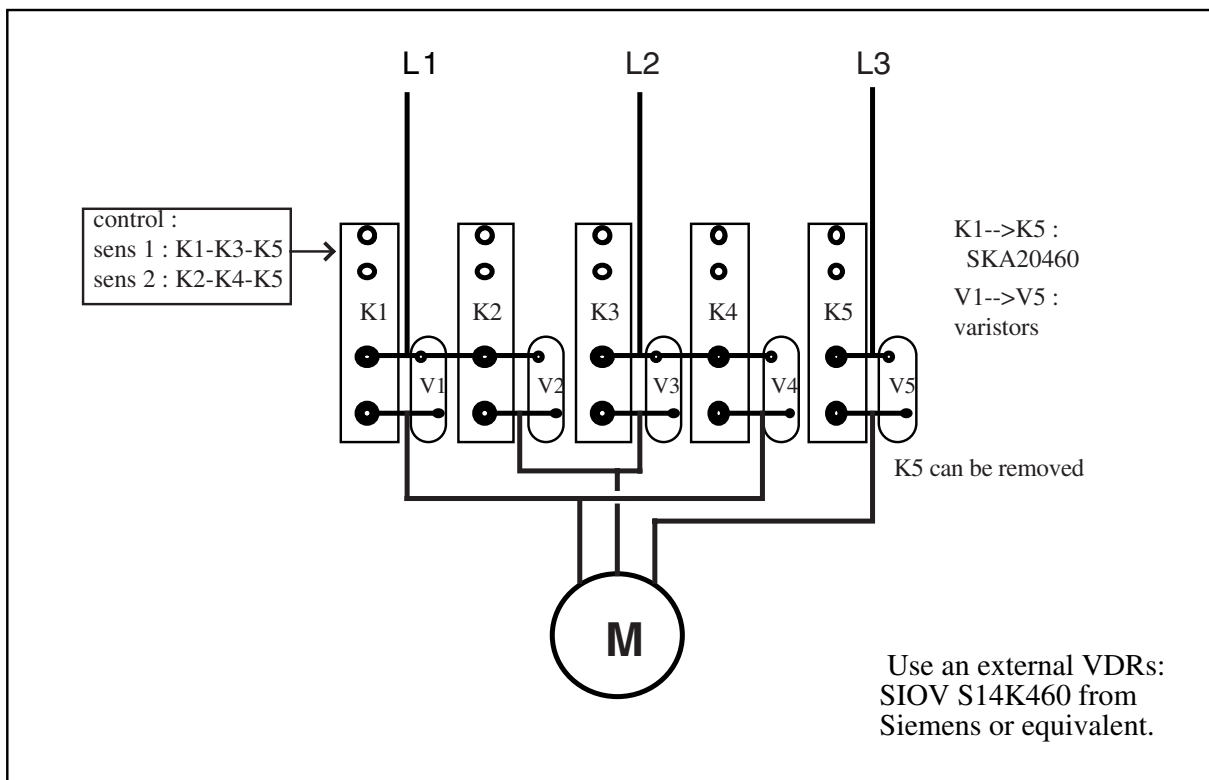 L1
L2
L3
control :
sens 1 : K1-K3-K5
sens 2 : K2-K4-K5
K1
K2
K3
K4
K5
V1
V2
V3
V4
V5
K1-->K5 :
SKA20460
V1-->V5 :
varistors
K5 can be removed
M
Use an external VDRs:
SIOV S14K460 from
Siemens or equivalent.